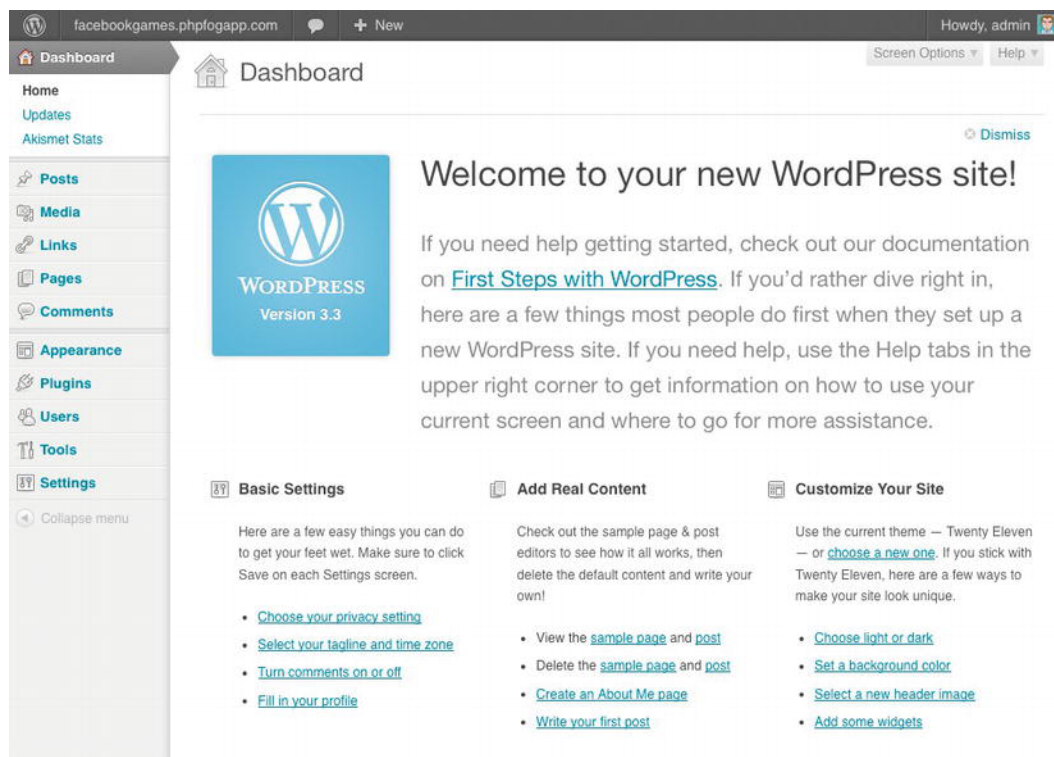 facebookgames.phpfogapp.com
New
Howdy, admin
Dashboard
Home
Updates
Akismet Stats
Posts
Media
Links
Pages
Comments
Appearance
Plugins
Users
Tools
Settings
Collapse menu
Screen Options
Help
Dashboard
Dismiss
WORDPRESS
Version 3.3
Welcome to your new WordPress site!
If you need help getting started, check out our documentation
on First Steps with WordPress. If you’d rather dive right in,
here are a few things most people do first when they set up a
new WordPress site. If you need help, use the Help tabs in the
upper right corner to get information on how to use your
current screen and where to go for more assistance.
Basic Settings
Here are a few easy things you can do
to get your feet wet. Make sure to click
Save on each Settings screen.
• Choose your privacy setting
• Select your tagline and time zone
• Turn comments on or off
• Fill in your profile
Add Real Content
Check out the sample page & post
editors to see how it all works, then
delete the default content and write your
own!
• View the sample page and post
• Delete the sample page and post
• Create an About Me page
• Write your first post
Customize Your Site
Use the current theme — Twenty Eleven
— or choose a new one. If you stick with
Twenty Eleven, here are a few ways to
make your site look unique.
• Choose light or dark
• Set a background color
• Select a new header image
• Add some widgets